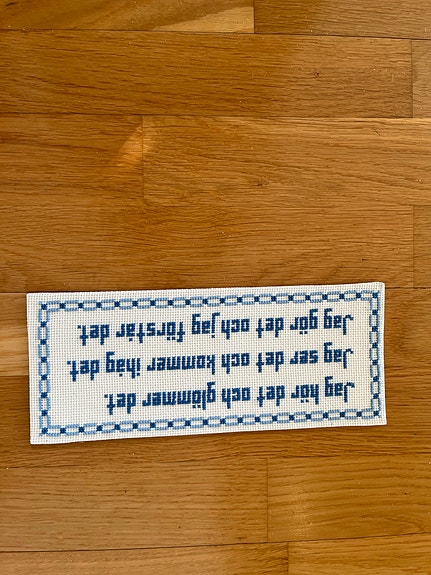 Jag hör det och glömmer det.
Jag ser det och kommer ihåg det.
Jag gör det och jag förstår det.